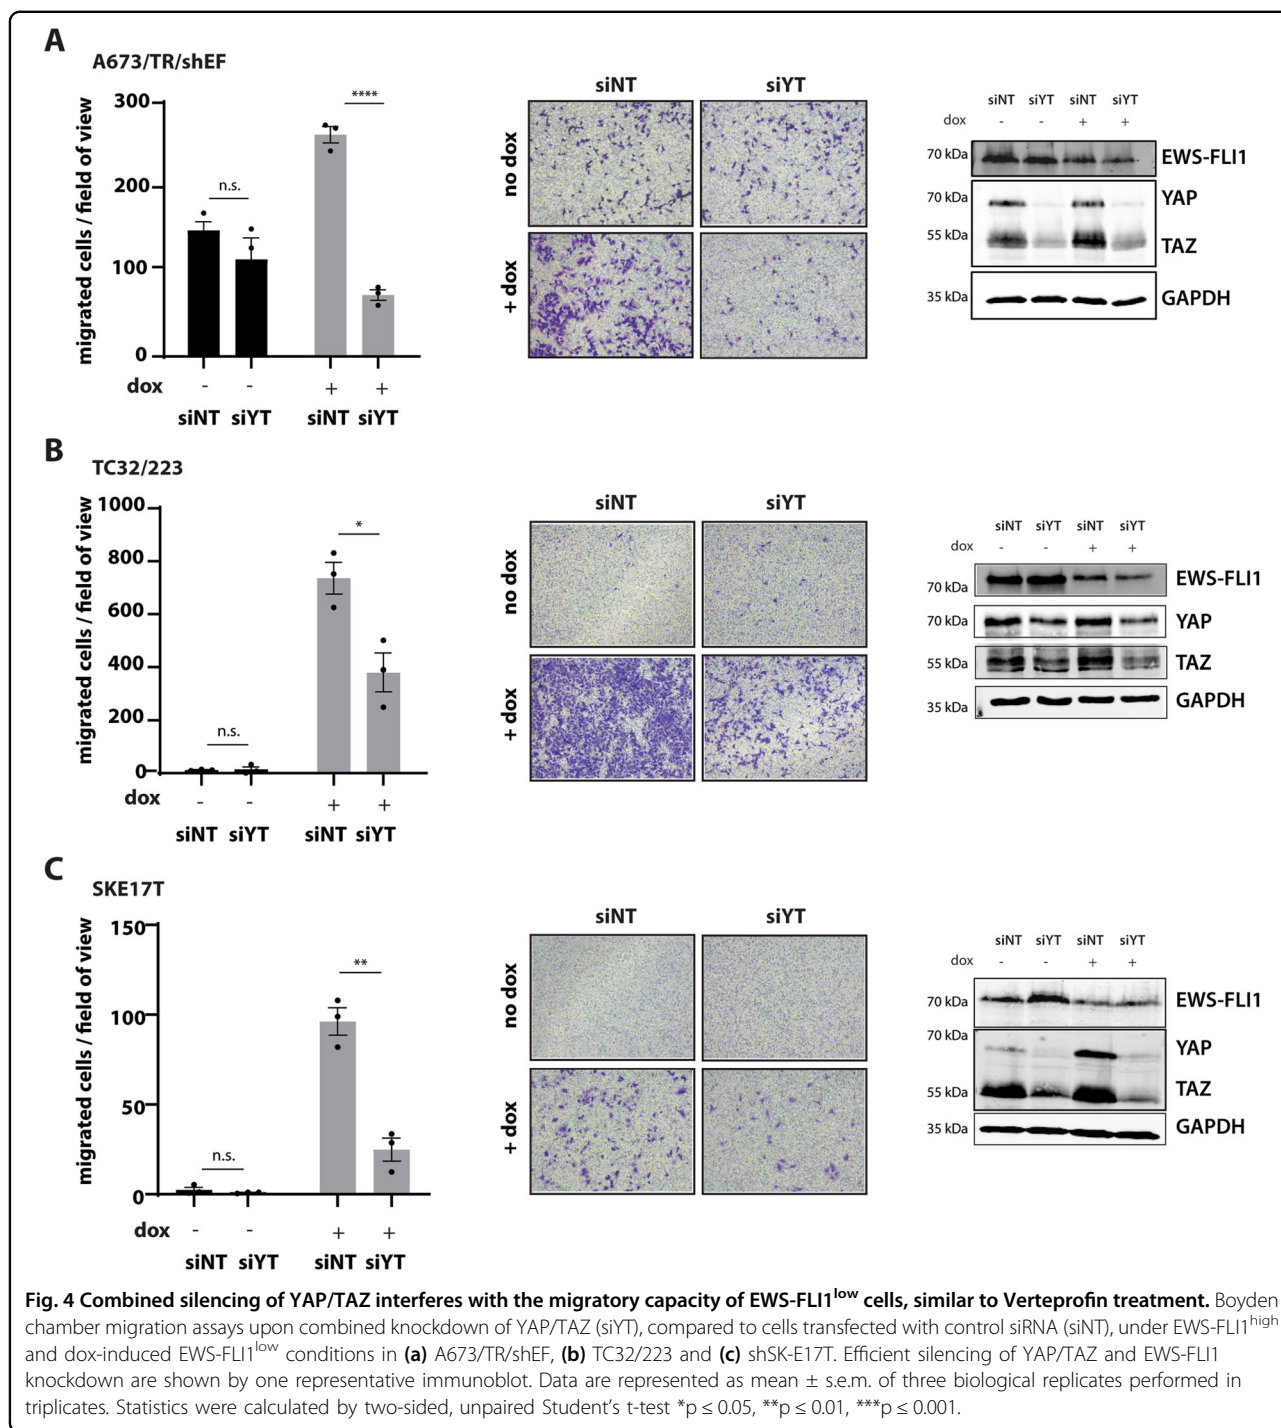 A
A673/TR/shEF
migrated cells / field of view
300
200
100
0
n.s.
****
dox - - + +
siNT siYT siNT siYT
siNT siYT
no dox
+ dox
siNT siYT siNT siYT
dox - - + +
70 kDa EWS-FLI1
70 kDa YAP
55 kDa TAZ
35 kDa GAPDH
B
TC32/223
migrated cells / field of view
1000
800
600
400
200
0
n.s.
*
dox - - + +
siNT siYT siNT siYT
siNT siYT
no dox
+ dox
siNT siYT siNT siYT
dox - - + +
70 kDa EWS-FLI1
70 kDa YAP
55 kDa TAZ
35 kDa GAPDH
C
SKE17T
migrated cells / field of view
150
100
50
0
n.s.
**
dox - - + +
siNT siYT siNT siYT
siNT siYT
no dox
+ dox
siNT siYT siNT siYT
dox - - + +
70 kDa EWS-FLI1
70 kDa YAP
55 kDa TAZ
35 kDa GAPDH
Fig. 4 Combined silencing of YAP/TAZ interferes with the migratory capacity of EWS-FLI1low cells, similar to Verteprofin treatment. Boyden
chamber migration assays upon combined knockdown of YAP/TAZ (siYT), compared to cells transfected with control siRNA (siNT), under EWS-FLI1high
and dox-induced EWS-FLI1low conditions in (a) A673/TR/shEF, (b) TC32/223 and (c) shSK-E17T. Efficient silencing of YAP/TAZ and EWS-FLI1
knockdown are shown by one representative immunoblot. Data are represented as mean ± s.e.m. of three biological replicates performed in
triplicates. Statistics were calculated by two-sided, unpaired Student's t-test *p ≤ 0.05, **p ≤ 0.01, ***p ≤ 0.001.